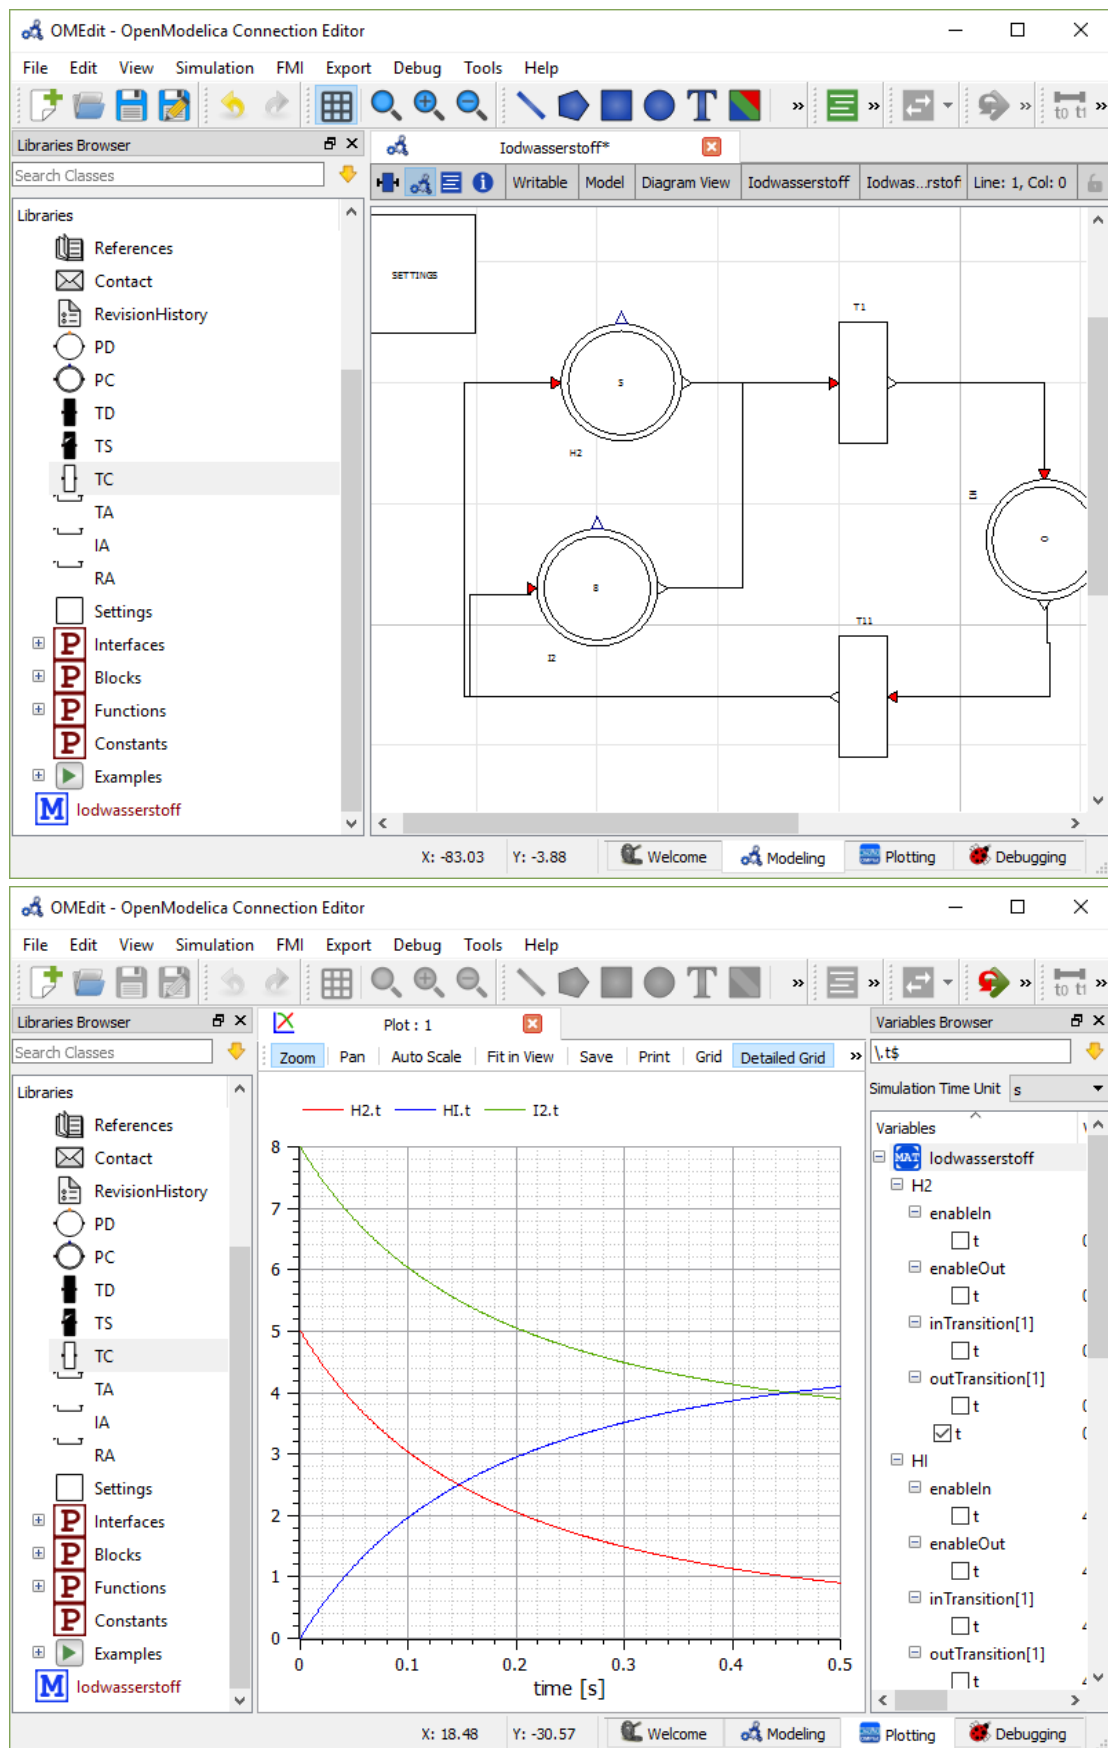 OMEdit - OpenModelica Connection Editor
File Edit View Simulation FMI Export Debug Tools Help
T » » » t0 t1 »
Libraries Browser
Search Classes
Libraries
References
Contact
RevisionHistory
PD
PC
TD
TS
TC
TA
IA
RA
Settings
P Interfaces
P Blocks
P Functions
P Constants
Examples
M Iodwasserstoff
Iodwasserstoff*
Writable Model Diagram View Iodwasserstoff Iodwas...rstof Line: 1, Col: 0
SETTINGS
T1
H2
I2
T11
X: -83.03 Y: -3.88 Welcome Modeling Plotting Debugging
OMEdit - OpenModelica Connection Editor
File Edit View Simulation FMI Export Debug Tools Help
T » » » t0 t1 »
Libraries Browser
Search Classes
Libraries
References
Contact
RevisionHistory
PD
PC
TD
TS
TC
TA
IA
RA
Settings
P Interfaces
P Blocks
P Functions
P Constants
Examples
M Iodwasserstoff
Plot : 1
Zoom Pan Auto Scale Fit in View Save Print Grid Detailed Grid »
H2.t HI.t I2.t
8
7
6
5
4
3
2
1
0
0 0.1 0.2 0.3 0.4 0.5
time [s]
Variables Browser
\.t$
Simulation Time Unit s
Variables
MAT Iodwasserstoff
H2
enableIn
t
enableOut
t
inTransition[1]
t
outTransition[1]
t
t
HI
enableIn
t
enableOut
t
inTransition[1]
t
outTransition[1]
t
X: 18.48 Y: -30.57 Welcome Modeling Plotting Debugging